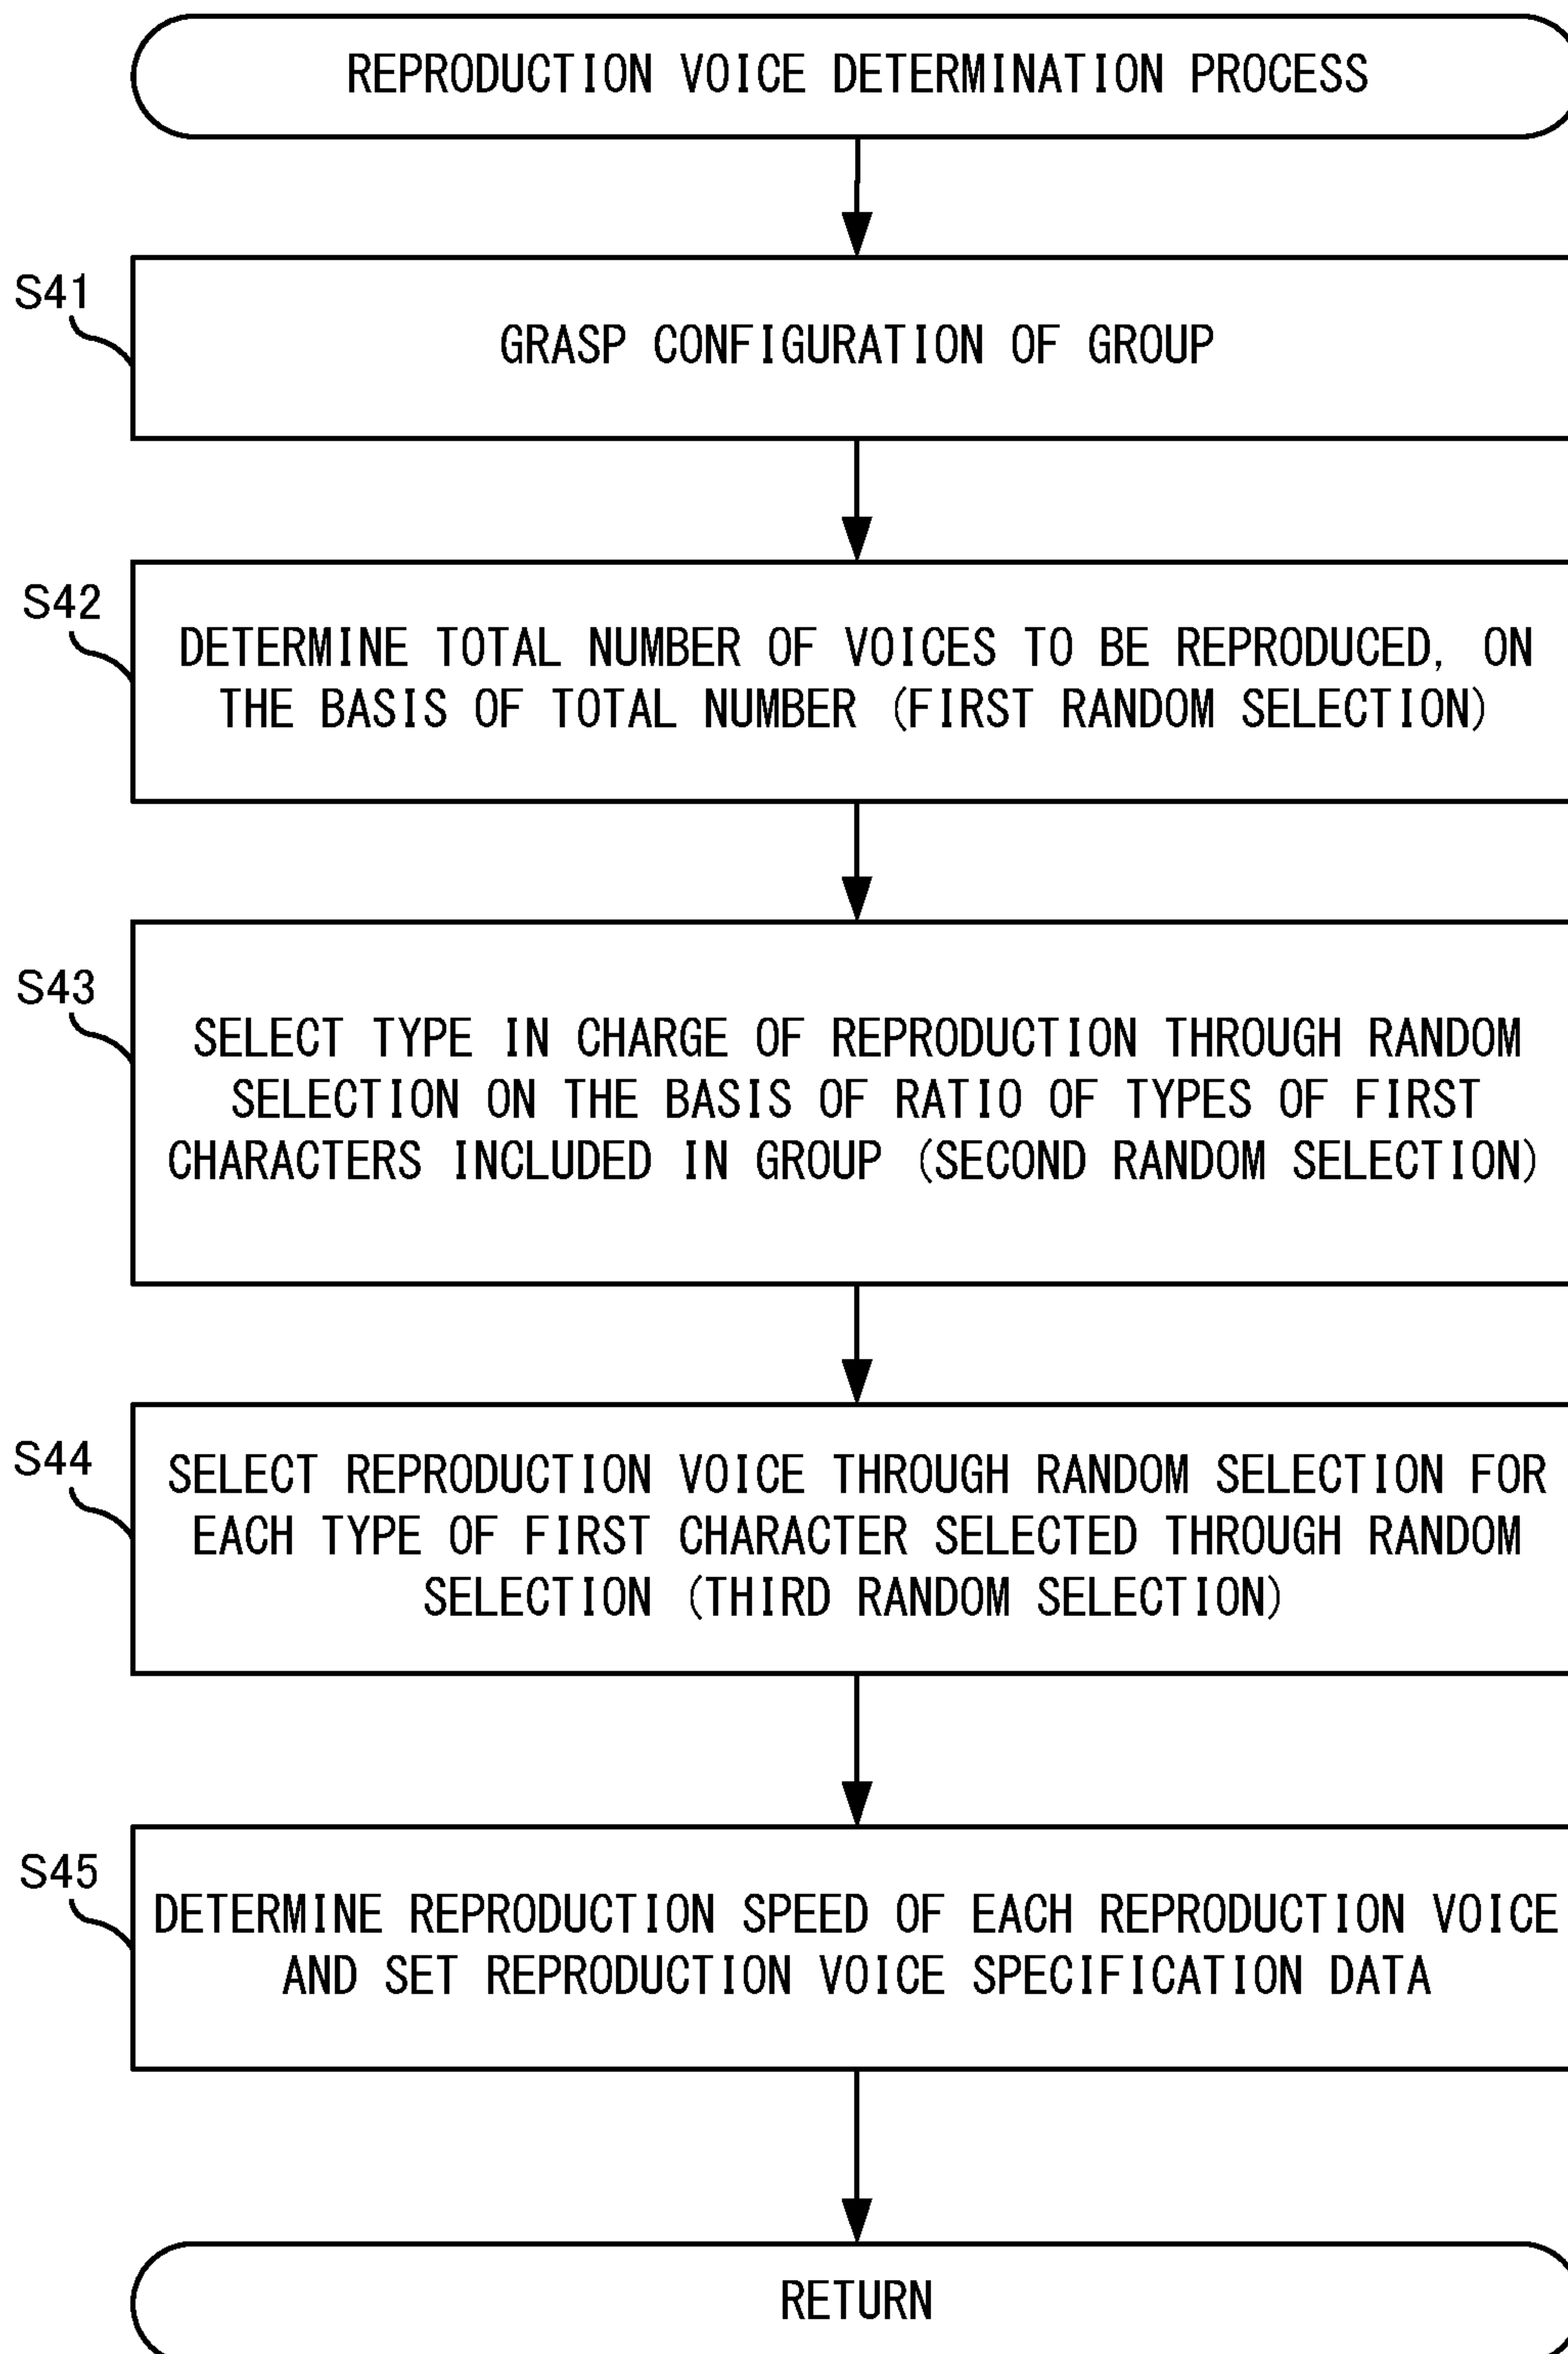 REPRODUCTION VOICE DETERMINATION PROCESS
S41
GRASP CONFIGURATION OF GROUP
S42
DETERMINE TOTAL NUMBER OF VOICES TO BE REPRODUCED, ON
THE BASIS OF TOTAL NUMBER (FIRST RANDOM SELECTION)
S43
SELECT TYPE IN CHARGE OF REPRODUCTION THROUGH RANDOM
SELECTION ON THE BASIS OF RATIO OF TYPES OF FIRST
CHARACTERS INCLUDED IN GROUP (SECOND RANDOM SELECTION)
S44
SELECT REPRODUCTION VOICE THROUGH RANDOM SELECTION FOR
EACH TYPE OF FIRST CHARACTER SELECTED THROUGH RANDOM
SELECTION (THIRD RANDOM SELECTION)
S45
DETERMINE REPRODUCTION SPEED OF EACH REPRODUCTION VOICE
AND SET REPRODUCTION VOICE SPECIFICATION DATA
RETURN